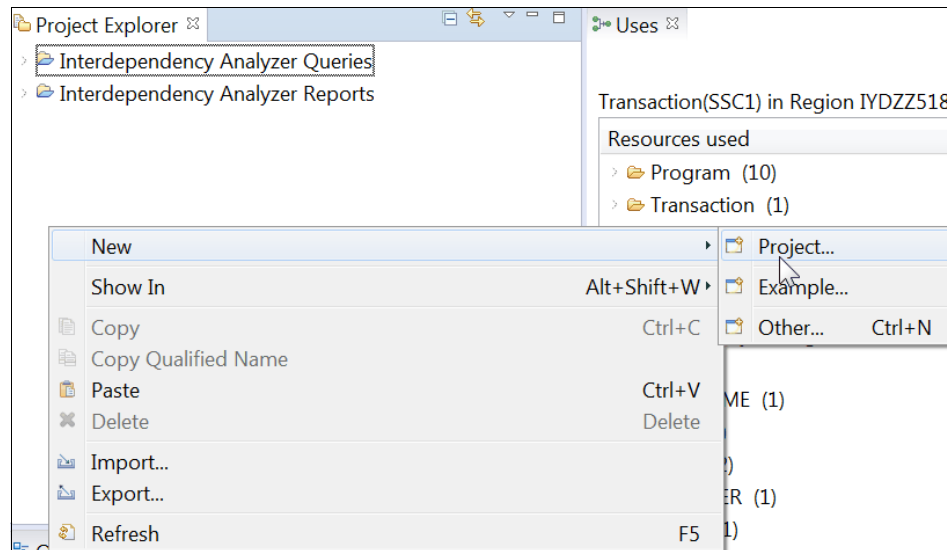 Project Explorer
Uses
Interdependency Analyzer Queries
Interdependency Analyzer Reports
Transaction(SSC1) in Region IYDZZ518
Resources used
Program (10)
Transaction (1)
New
Project...
Show In Alt+Shift+W
Example...
Copy Ctrl+C
Other... Ctrl+N
Copy Qualified Name
Paste Ctrl+V
ME (1)
Delete Delete
Import...
Export...
ER (1)
Refresh F5
1)